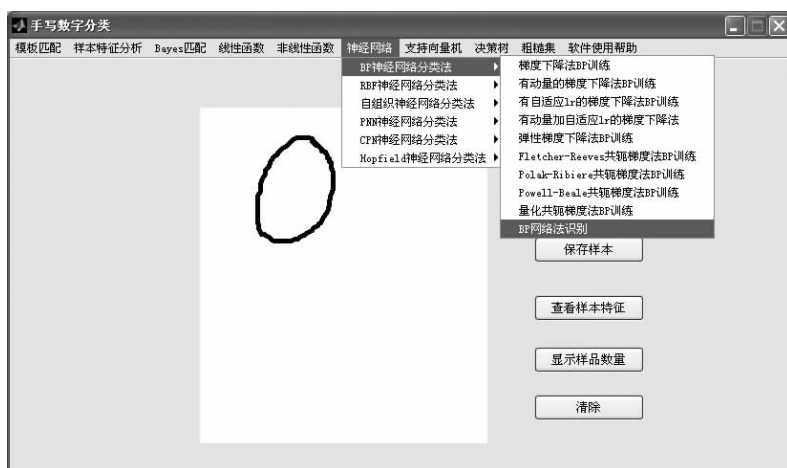 手写数字分类
模板匹配 样本特征分析 Bayes匹配 线性函数 非线性函数 神经网络 支持向量机 决策树 粗糙集 软件使用帮助
BP神经网络分类法
RBF神经网络分类法
自组织神经网络分类法
PNN神经网络分类法
CPN神经网络分类法
Hopfield神经网络分类法
梯度下降法BP训练
有动量的梯度下降法BP训练
有自适应lr的梯度下降法BP训练
有动量加自适应lr的梯度下降法
弹性梯度下降法BP训练
Fletcher-Reeves共轭梯度法BP训练
Polak-Ribiere共轭梯度法BP训练
Powell-Beale共轭梯度法BP训练
量化共轭梯度法BP训练
BP网络法识别
保存样本
查看样本特征
显示样品数量
清除